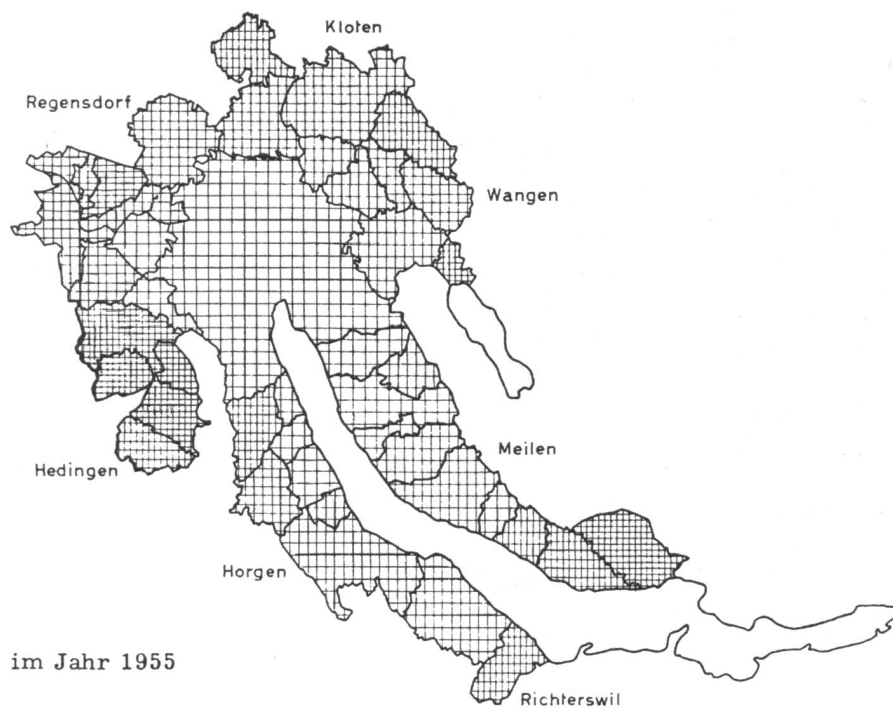 Kloten
Regensdorf
Wangen
Meilen
Hedingen
Horgen
im Jahr 1955
Richterswil